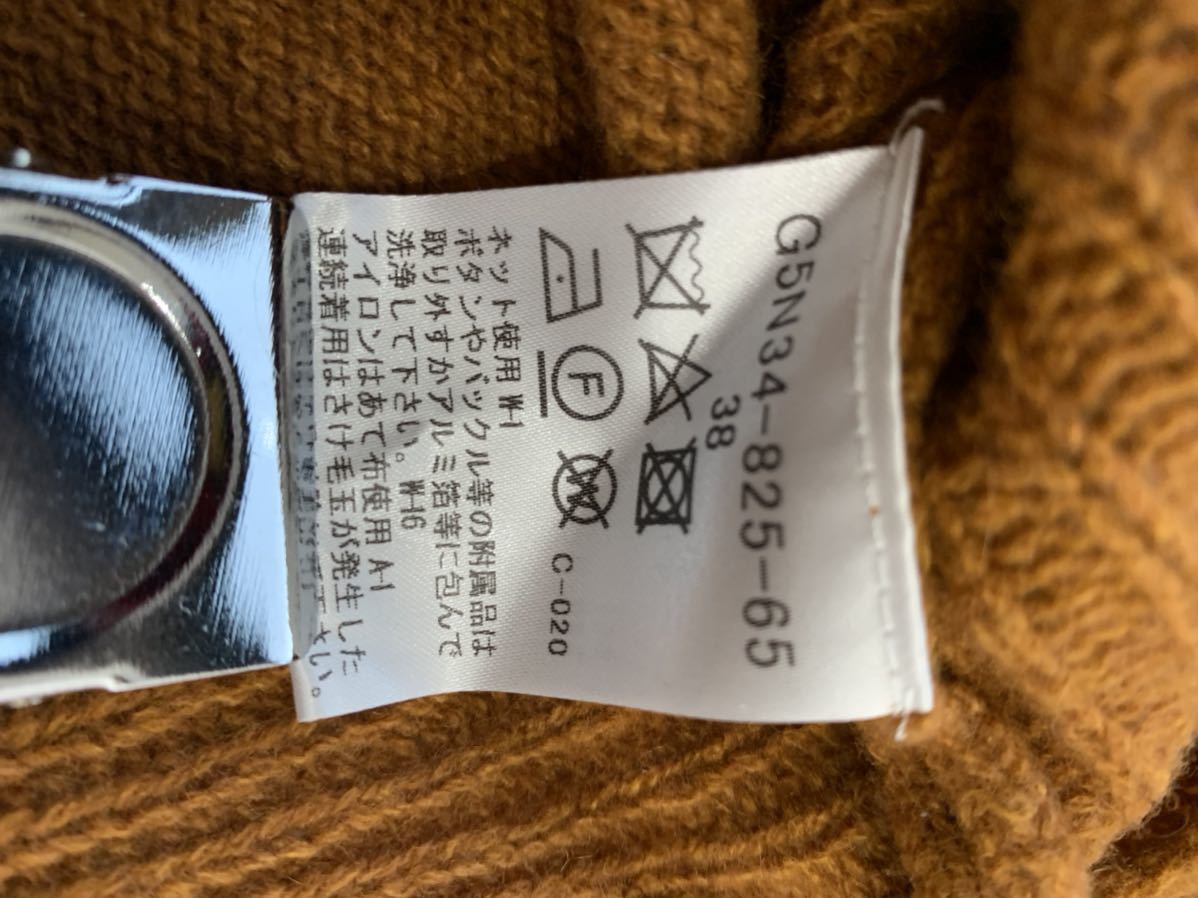 G5N34-825-65
38
F W C-020
ネット使用 W-1
ボタンやバックル等の附属品は
取り外すかアルミ箔等に包んで
洗浄して下さい。W-16
アイロンはあて布使用 A-1
連続着用はさけ毛玉が発生した